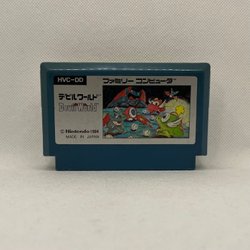 HVC-DD
ファミリー コンピュータ
デビルワールド
Devil World
©Nintendo 1984
MADE IN JAPAN